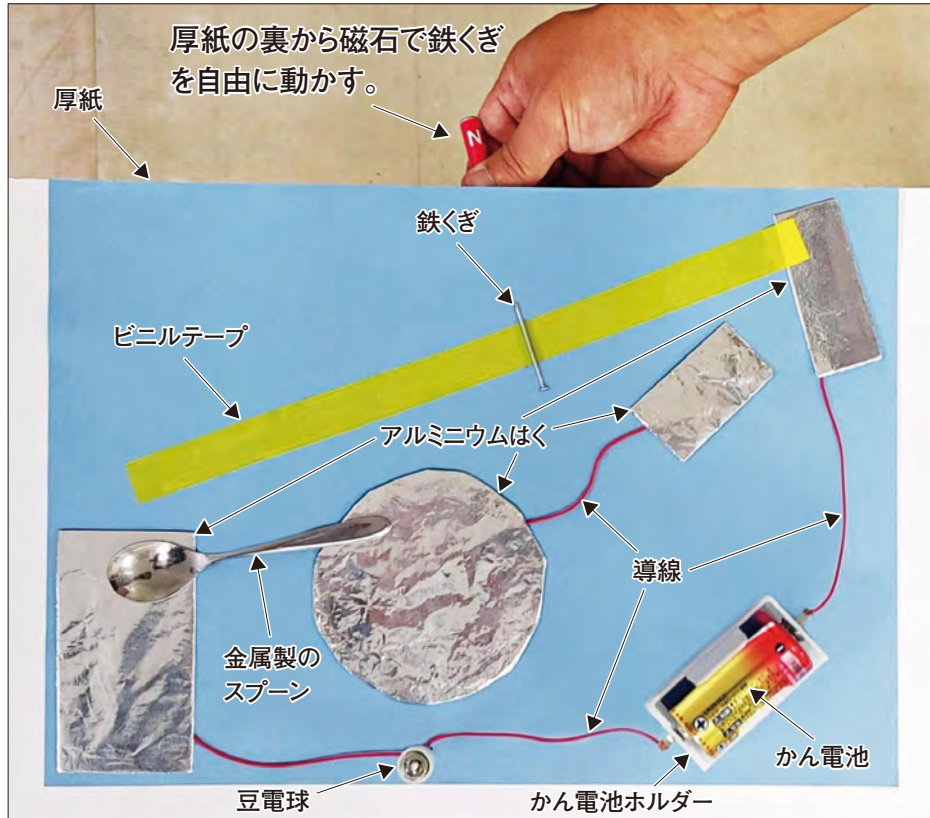 厚紙の裏から磁石で鉄くぎ
を自由に動かす。
厚紙
N
鉄くぎ
ビニルテープ
アルミニウムはく
導線
金属製の
スプーン
かん電池
豆電球
かん電池ホルダー